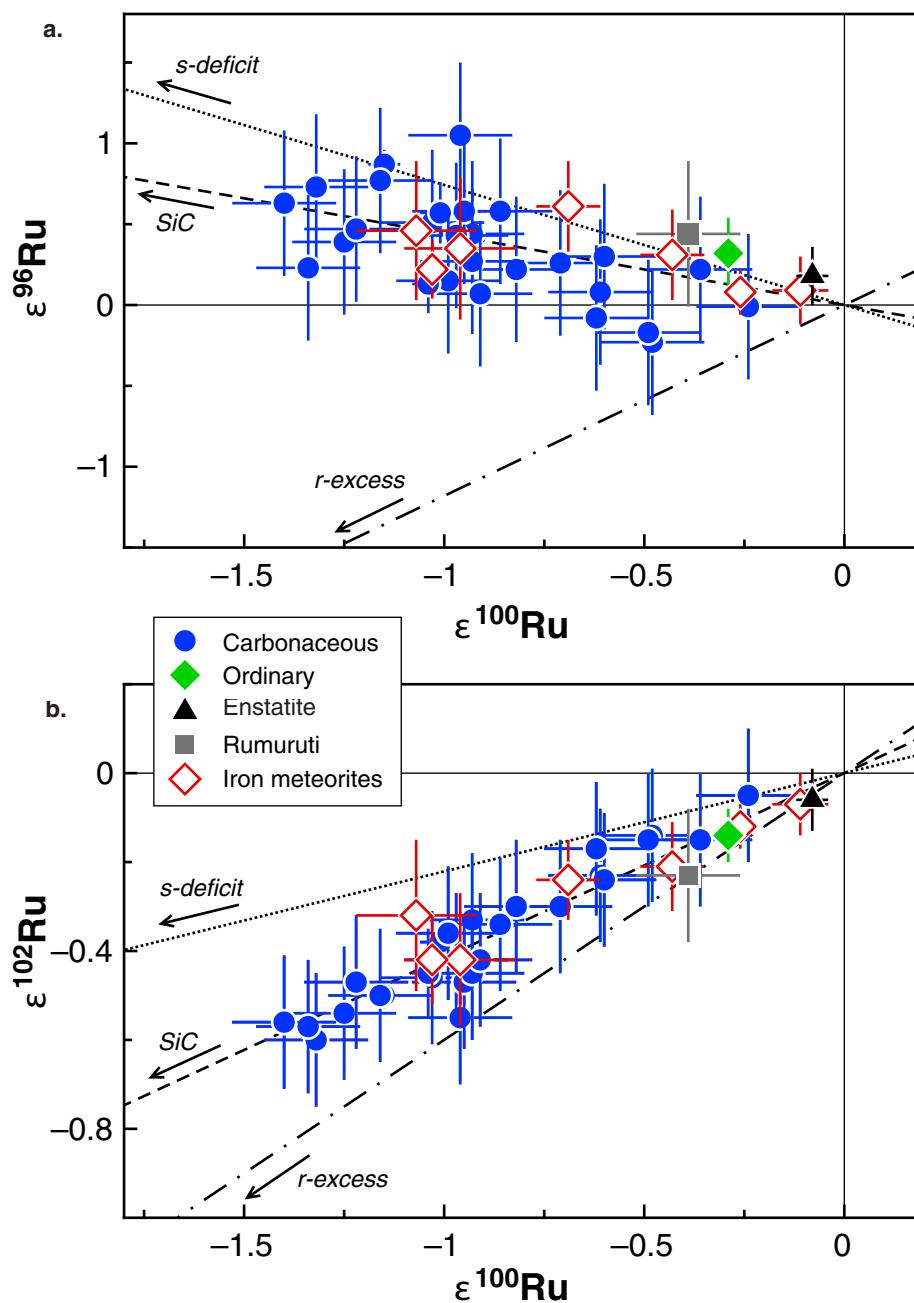 a.
s-deficit
SiC
r-excess
ε96Ru
1
0
−1
−1.5
−1
−0.5
0
ε100Ru
Carbonaceous
Ordinary
Enstatite
Rumuruti
Iron meteorites
b.
s-deficit
SiC
r-excess
ε102Ru
0
−0.4
−0.8
−1.5
−1
−0.5
0
ε100Ru